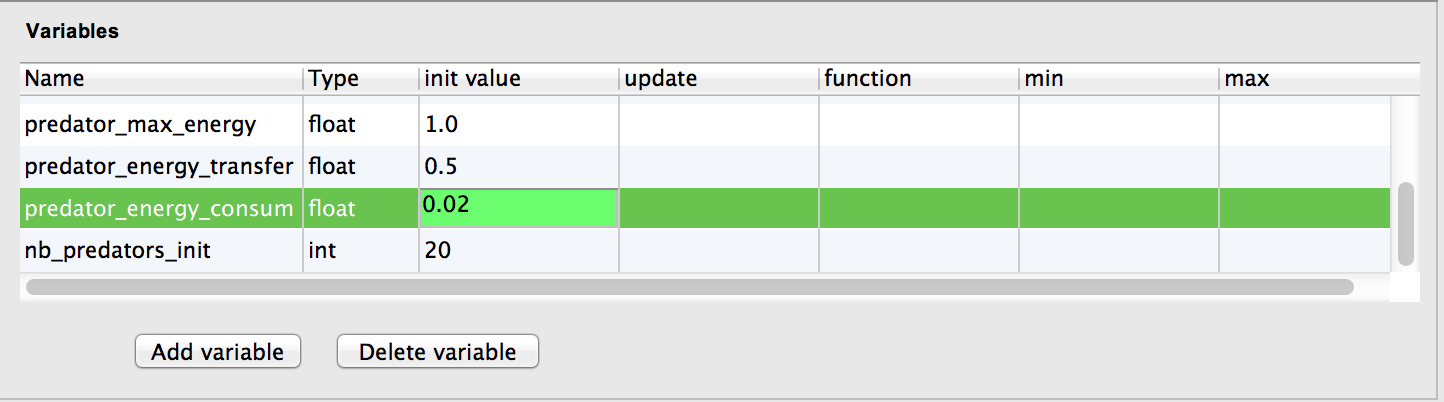 Variables
Name Type init value update function min max
predator_max_energy float 1.0
predator_energy_transfer float 0.5
predator_energy_consum float 0.02
nb_predators_init int 20
Add variable Delete variable